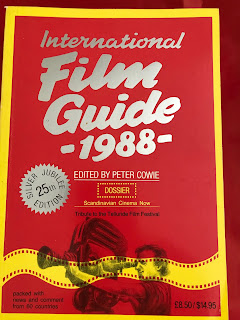 International
Film
Guide
-1988-
EDITED BY PETER COWIE
DOSSIER
Scandinavian Cinema Now
Tribute to the Telluride Film Festival
SILVER JUBILEE
25th
EDITION
packed with
news and comment
from 60 countries
£8.50/$14.95